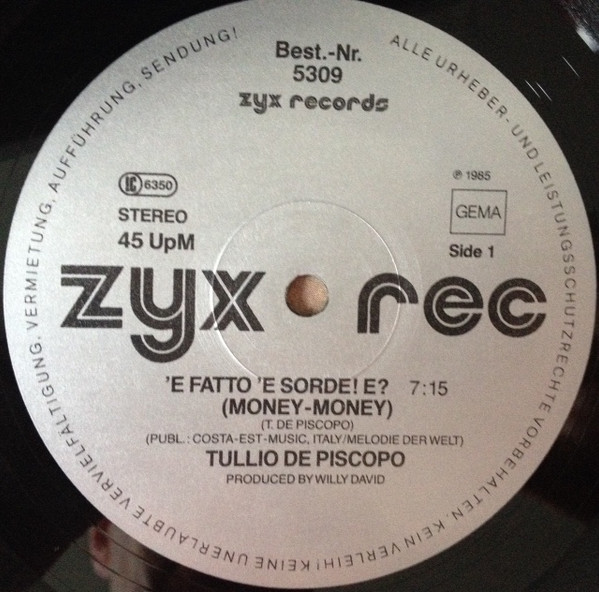 ALLE URHEBER- UND LEISTUNGSSCHUTZRECHTE VORBEHALTEN. KEIN VERLEIH! KEINE UNERLAUBTE VERVIELFÄLTIGUNG, VERMIETUNG, AUFFÜHRUNG, SENDUNG!
Best.-Nr.
5309
zyx records
LC 6350
STEREO
45 UpM
℗ 1985
GEMA
Side 1
zyx rec
'E FATTO 'E SORDE! E? 7:15
(MONEY-MONEY)
(T. DE PISCOPO)
(PUBL.: COSTA-EST-MUSIC, ITALY/MELODIE DER WELT)
TULLIO DE PISCOPO
PRODUCED BY WILLY DAVID